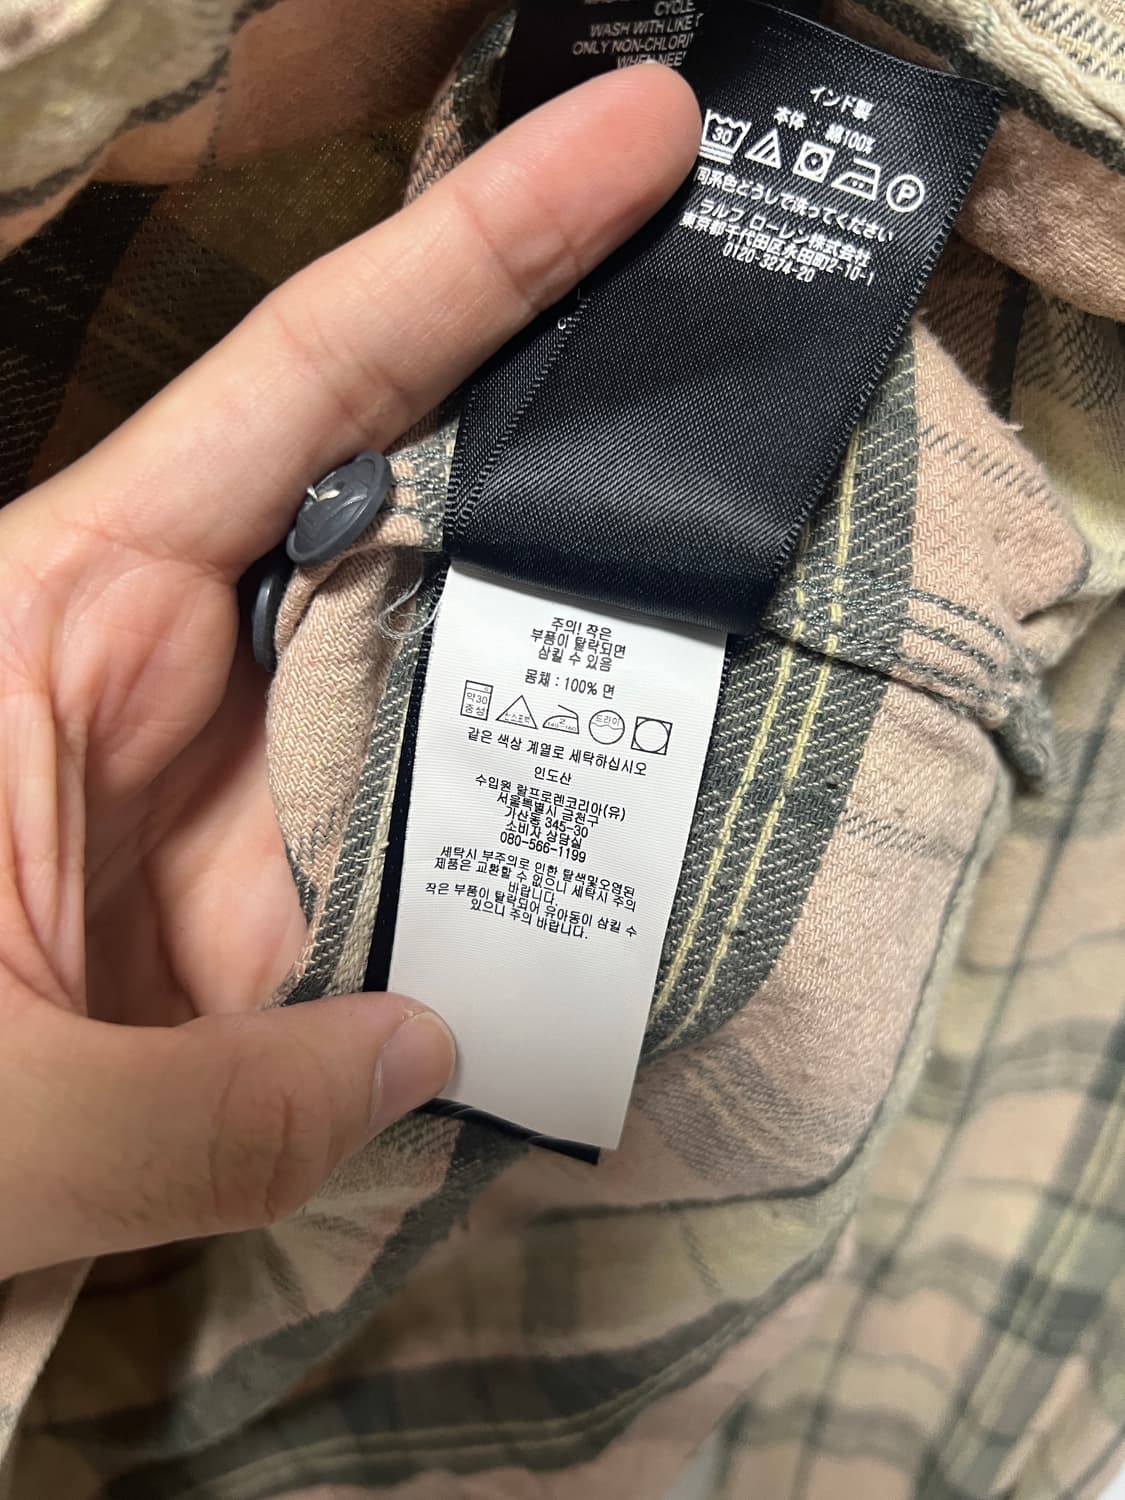 CYCLE
WASH WITH LIKE
ONLY NON-CHLORI
WHEN NEE
インド製
本体 綿100%
30
P
同系色どうしで洗ってください
ラルフ ローレン株式会社
東京都千代田区永田町2-10-1
0120-3274-20
주의! 작은
부품이 탈락되면
삼킬 수 있음
몸체 : 100% 면
약30
중성
산소표백
2
140~160
드라이
같은 색상 계열로 세탁하십시오
인도산
수입원 랄프로렌코리아(유)
서울특별시 금천구
가산동 345-30
소비자 상담실
080-566-1199
세탁시 부주의로 인한 탈색및오염된
제품은 교환할 수 없으니 세탁시 주의
바랍니다.
작은 부품이 탈락되어 유아동이 삼킬 수
있으니 주의 바랍니다.